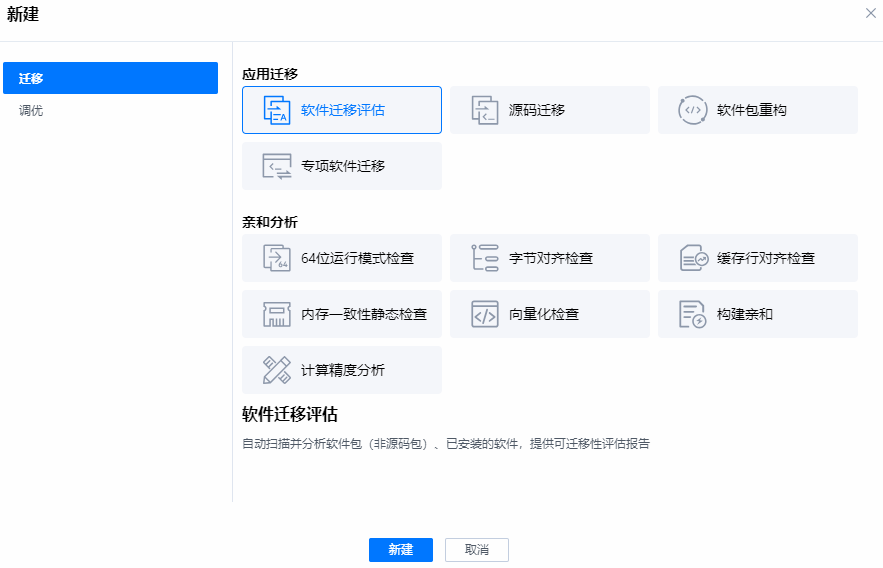 新建
迁移
调优
应用迁移
软件迁移评估
源码迁移
软件包重构
专项软件迁移
亲和分析
64位运行模式检查
字节对齐检查
缓存行对齐检查
内存一致性静态检查
向量化检查
构建亲和
计算精度分析
软件迁移评估
自动扫描并分析软件包（非源码包）、已安装的软件，提供可迁移性评估报告
新建
取消